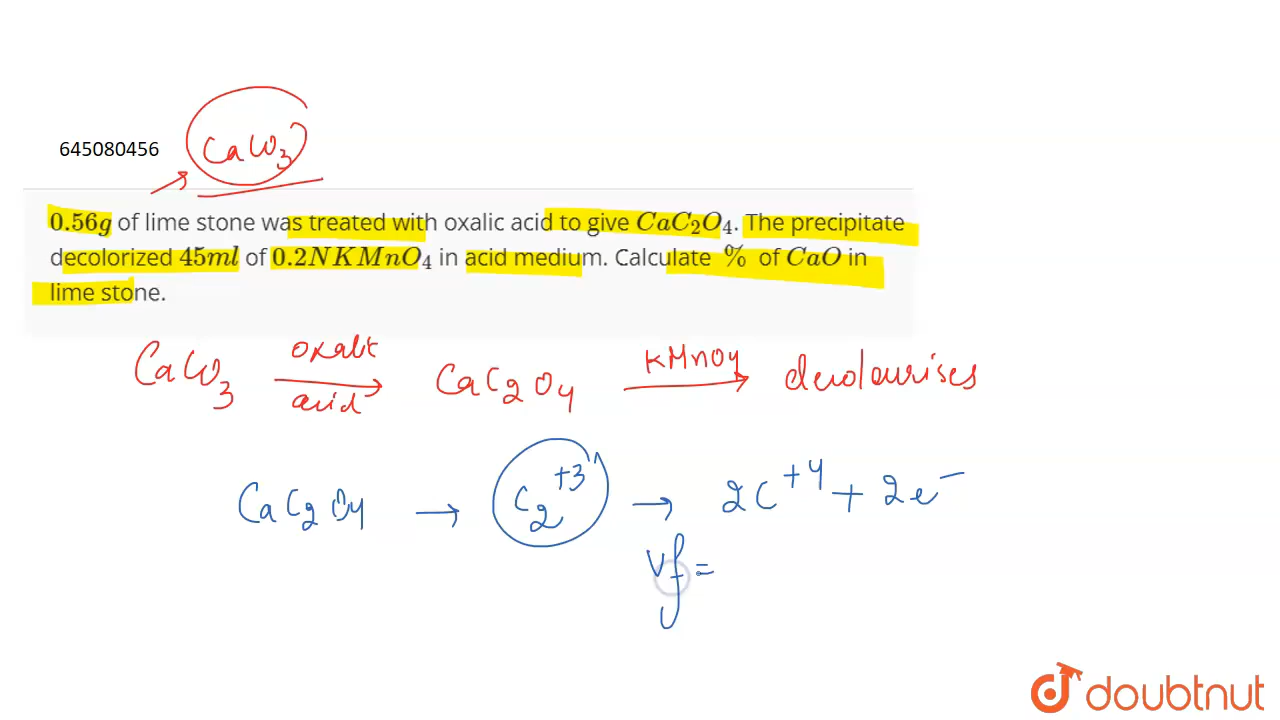 CaCO3
645080456
0.56g of lime stone was treated with oxalic acid to give CaC2O4. The precipitate
decolorized 45ml of 0.2NKMnO4 in acid medium. Calculate % of CaO in
lime stone.
CaCO3 oxalic acid CaC2O4 KMnO4 decolourises
CaC2O4 → C2+3 → 2C+4 + 2e−
vf =
doubtnut